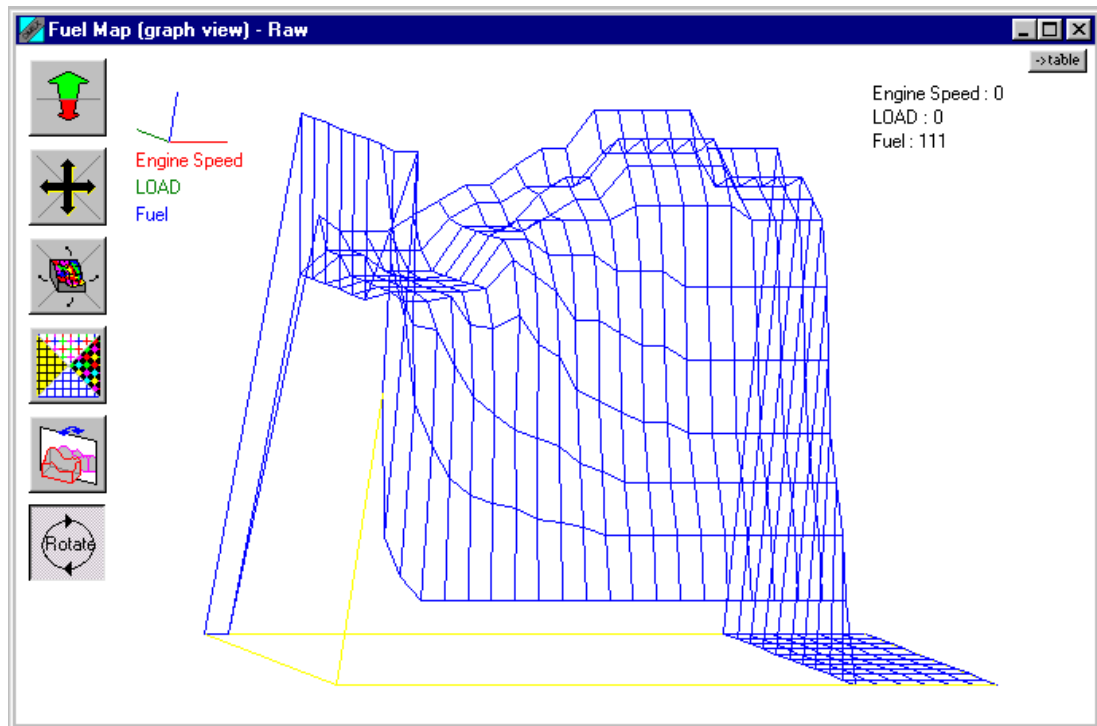 Fuel Map (graph view) - Raw
->table
Engine Speed : 0
LOAD : 0
Fuel : 111
Engine Speed
LOAD
Fuel
Rotate